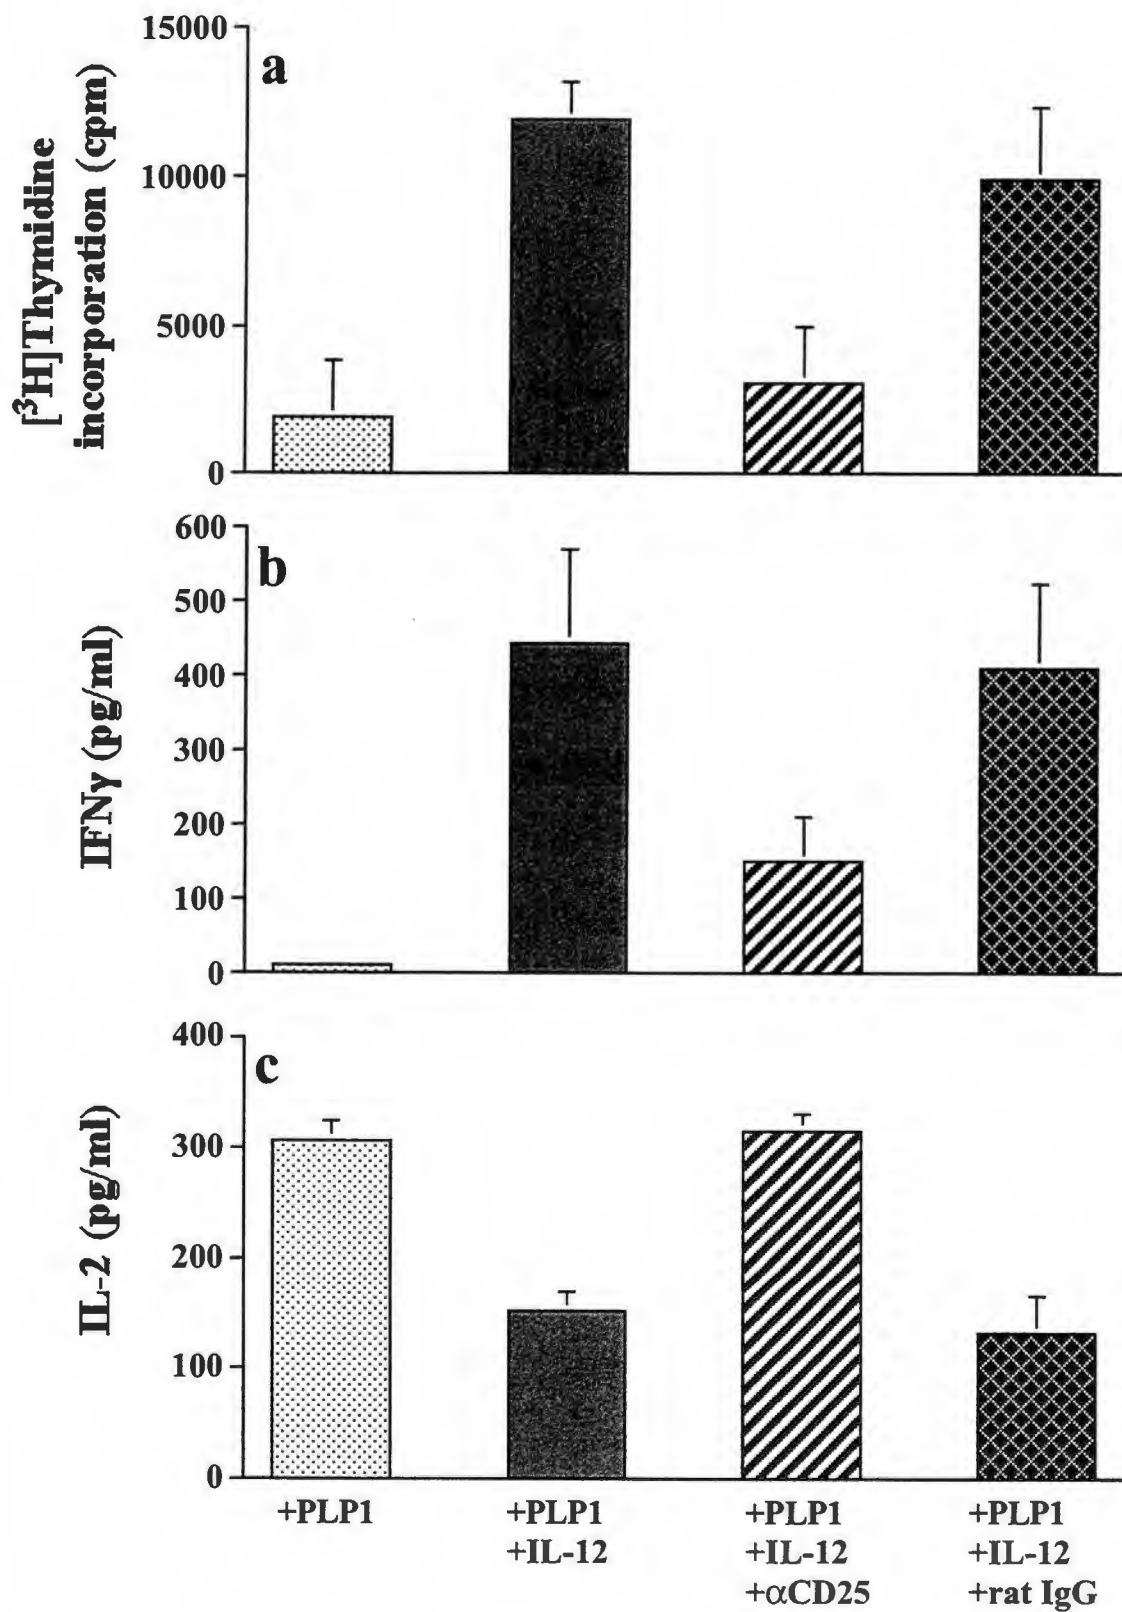 15000
a
10000
5000
0
[³H]Thymidine
incorporation (cpm)
600
b
500
400
300
200
100
0
IFNγ (pg/ml)
400
c
300
200
100
0
IL-2 (pg/ml)
+PLP1 +PLP1 +PLP1 +PLP1
+IL-12 +IL-12 +IL-12
+αCD25 +rat IgG